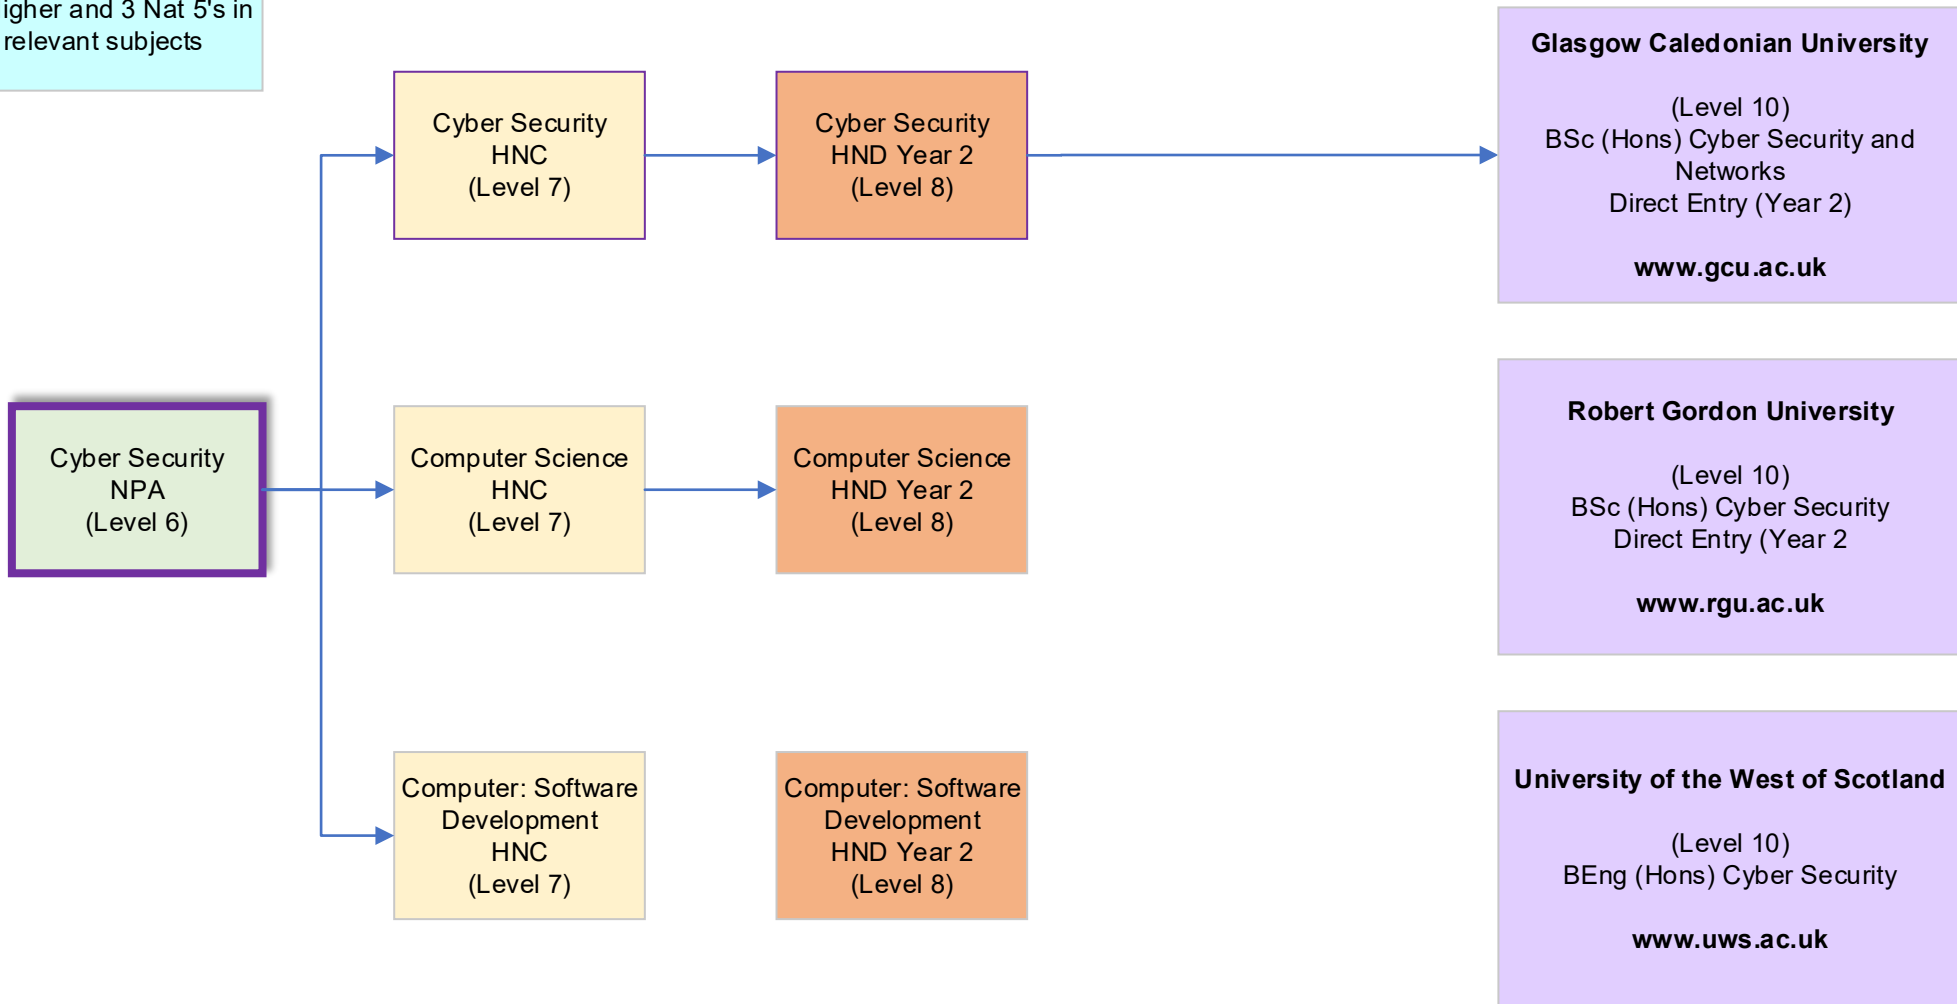 igher and 3 Nat 5's in
relevant subjects
Cyber Security
NPA
(Level 6)
Cyber Security
HNC
(Level 7)
Cyber Security
HND Year 2
(Level 8)
Glasgow Caledonian University
(Level 10)
BSc (Hons) Cyber Security and
Networks
Direct Entry (Year 2)
www.gcu.ac.uk
Computer Science
HNC
(Level 7)
Computer Science
HND Year 2
(Level 8)
Robert Gordon University
(Level 10)
BSc (Hons) Cyber Security
Direct Entry (Year 2
www.rgu.ac.uk
Computer: Software
Development
HNC
(Level 7)
Computer: Software
Development
HND Year 2
(Level 8)
University of the West of Scotland
(Level 10)
BEng (Hons) Cyber Security
www.uws.ac.uk